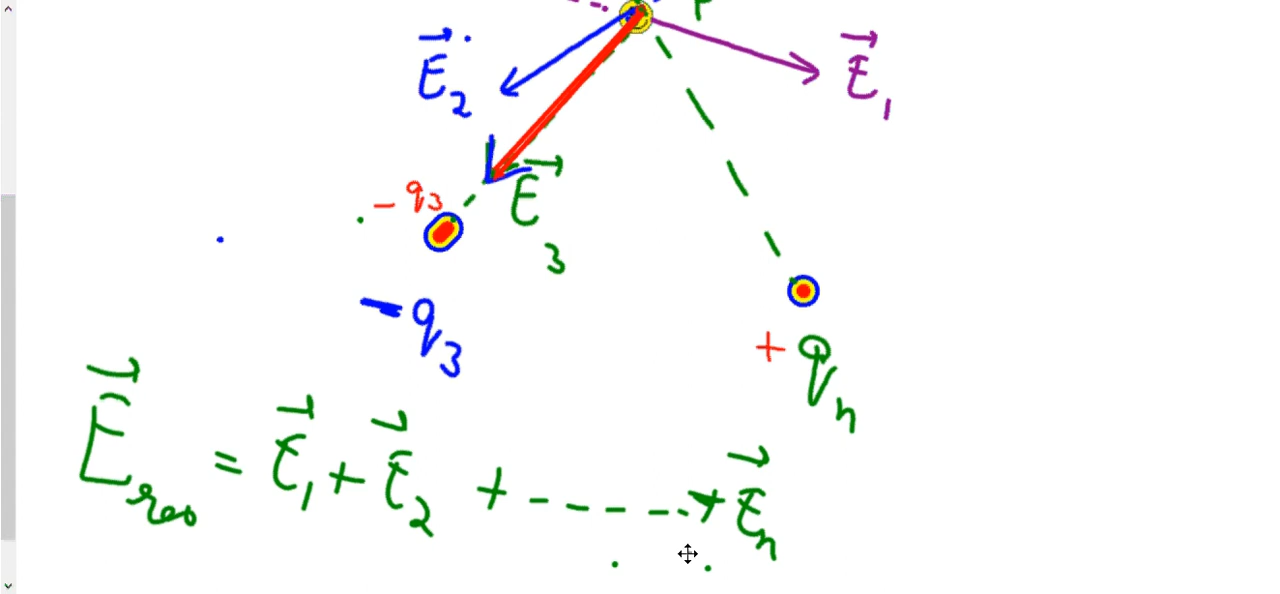 E⃗₂
E⃗₁
E⃗₃
-q₃
-q₃
+qₙ
E⃗res = E⃗₁ + E⃗₂ + ------ + E⃗ₙ